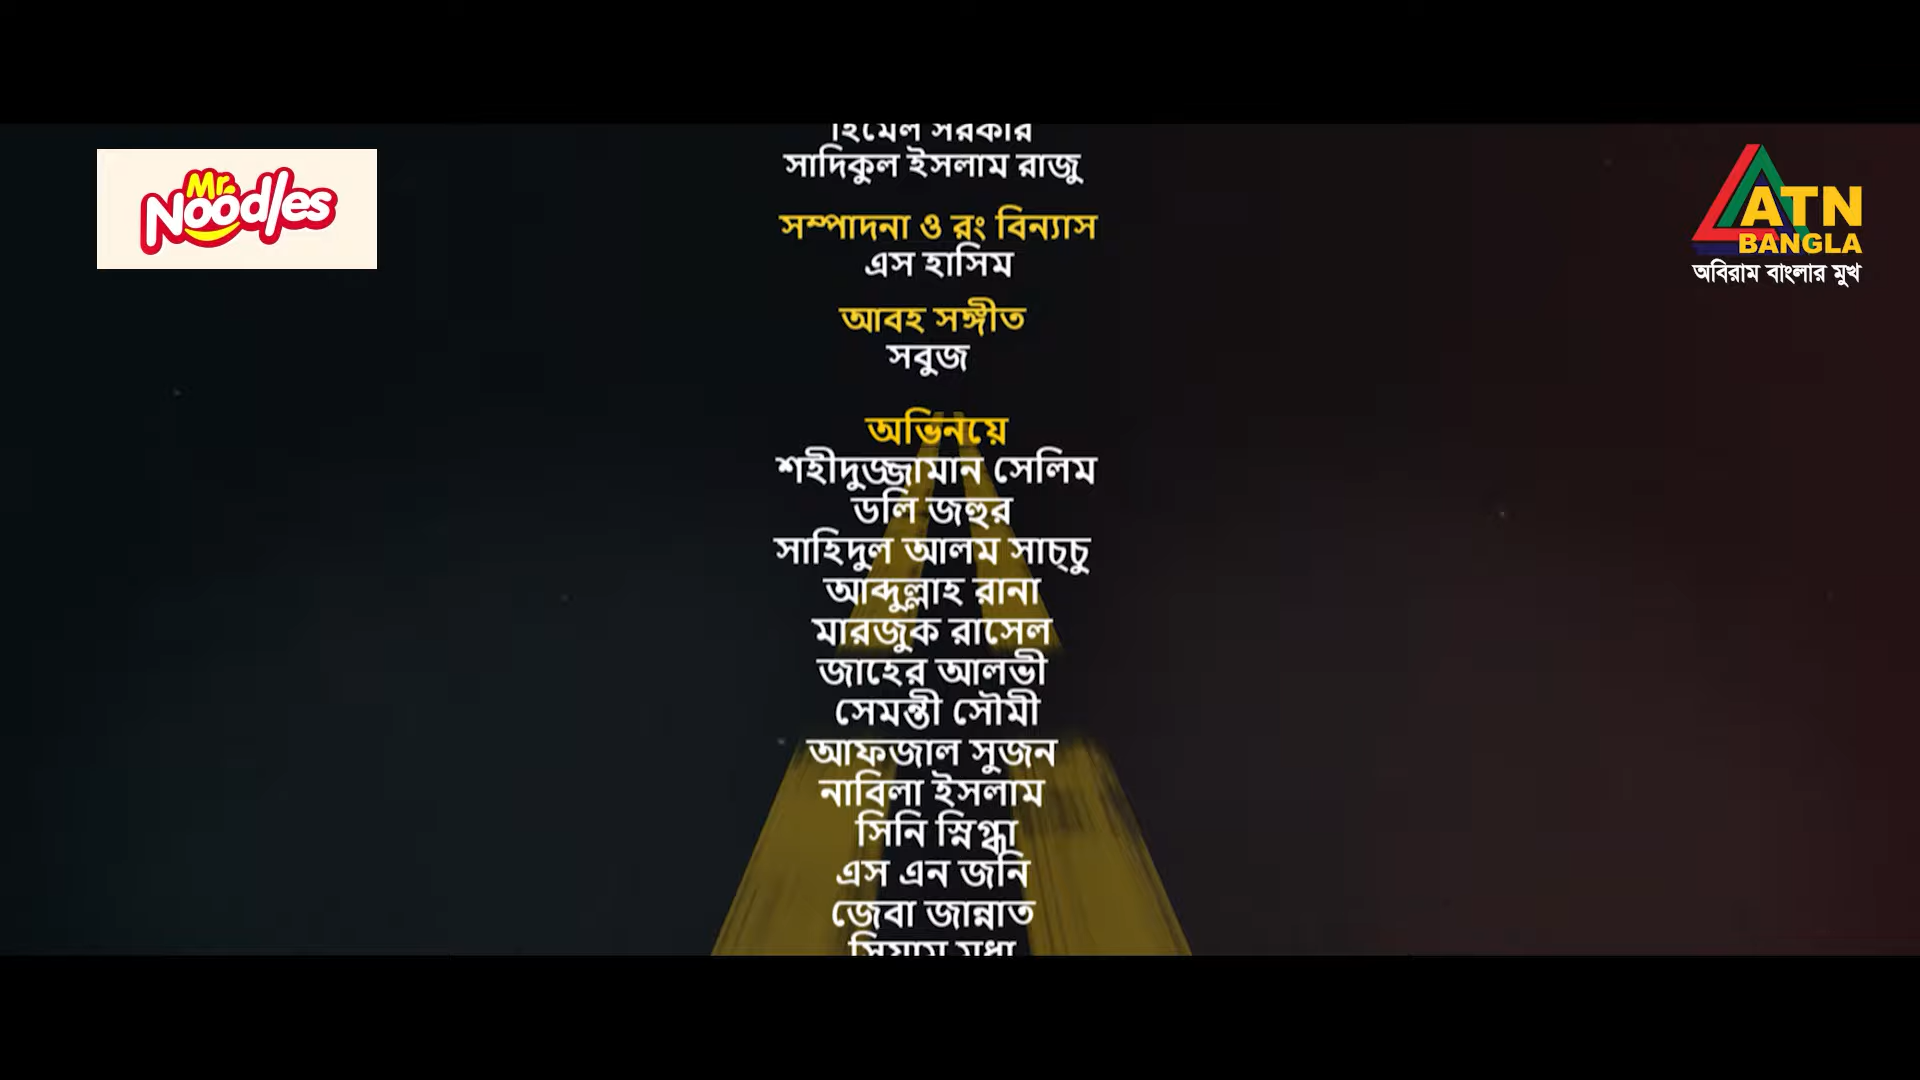 Mr.
Noodles
ATN
BANGLA
অবিরাম বাংলার মুখ
হিমেল সরকার
সাদিকুল ইসলাম রাজু
সম্পাদনা ও রং বিন্যাস
এস হাসিম
আবহ সঙ্গীত
সবুজ
অভিনয়ে
শহীদুজ্জামান সেলিম
ডলি জহুর
সাহিদুল আলম সাচ্চু
আব্দুল্লাহ রানা
মারজুক রাসেল
জাহের আলভী
সেমন্তী সৌমী
আফজাল সুজন
নাবিলা ইসলাম
সিনি স্নিগ্ধা
এস এন জনি
জেবা জান্নাত